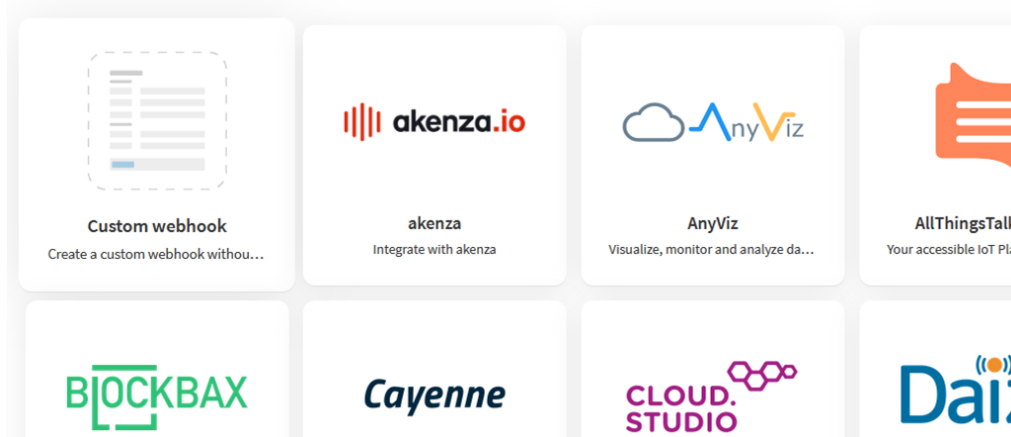 akenza.io
AnyViz
Custom webhook
akenza
AnyViz
AllThingsTal
Create a custom webhook withou...
Integrate with akenza
Visualize, monitor and analyze da...
Your accessible IoT Pl
BLOCKBAX
Cayenne
CLOUD.
STUDIO
Dai